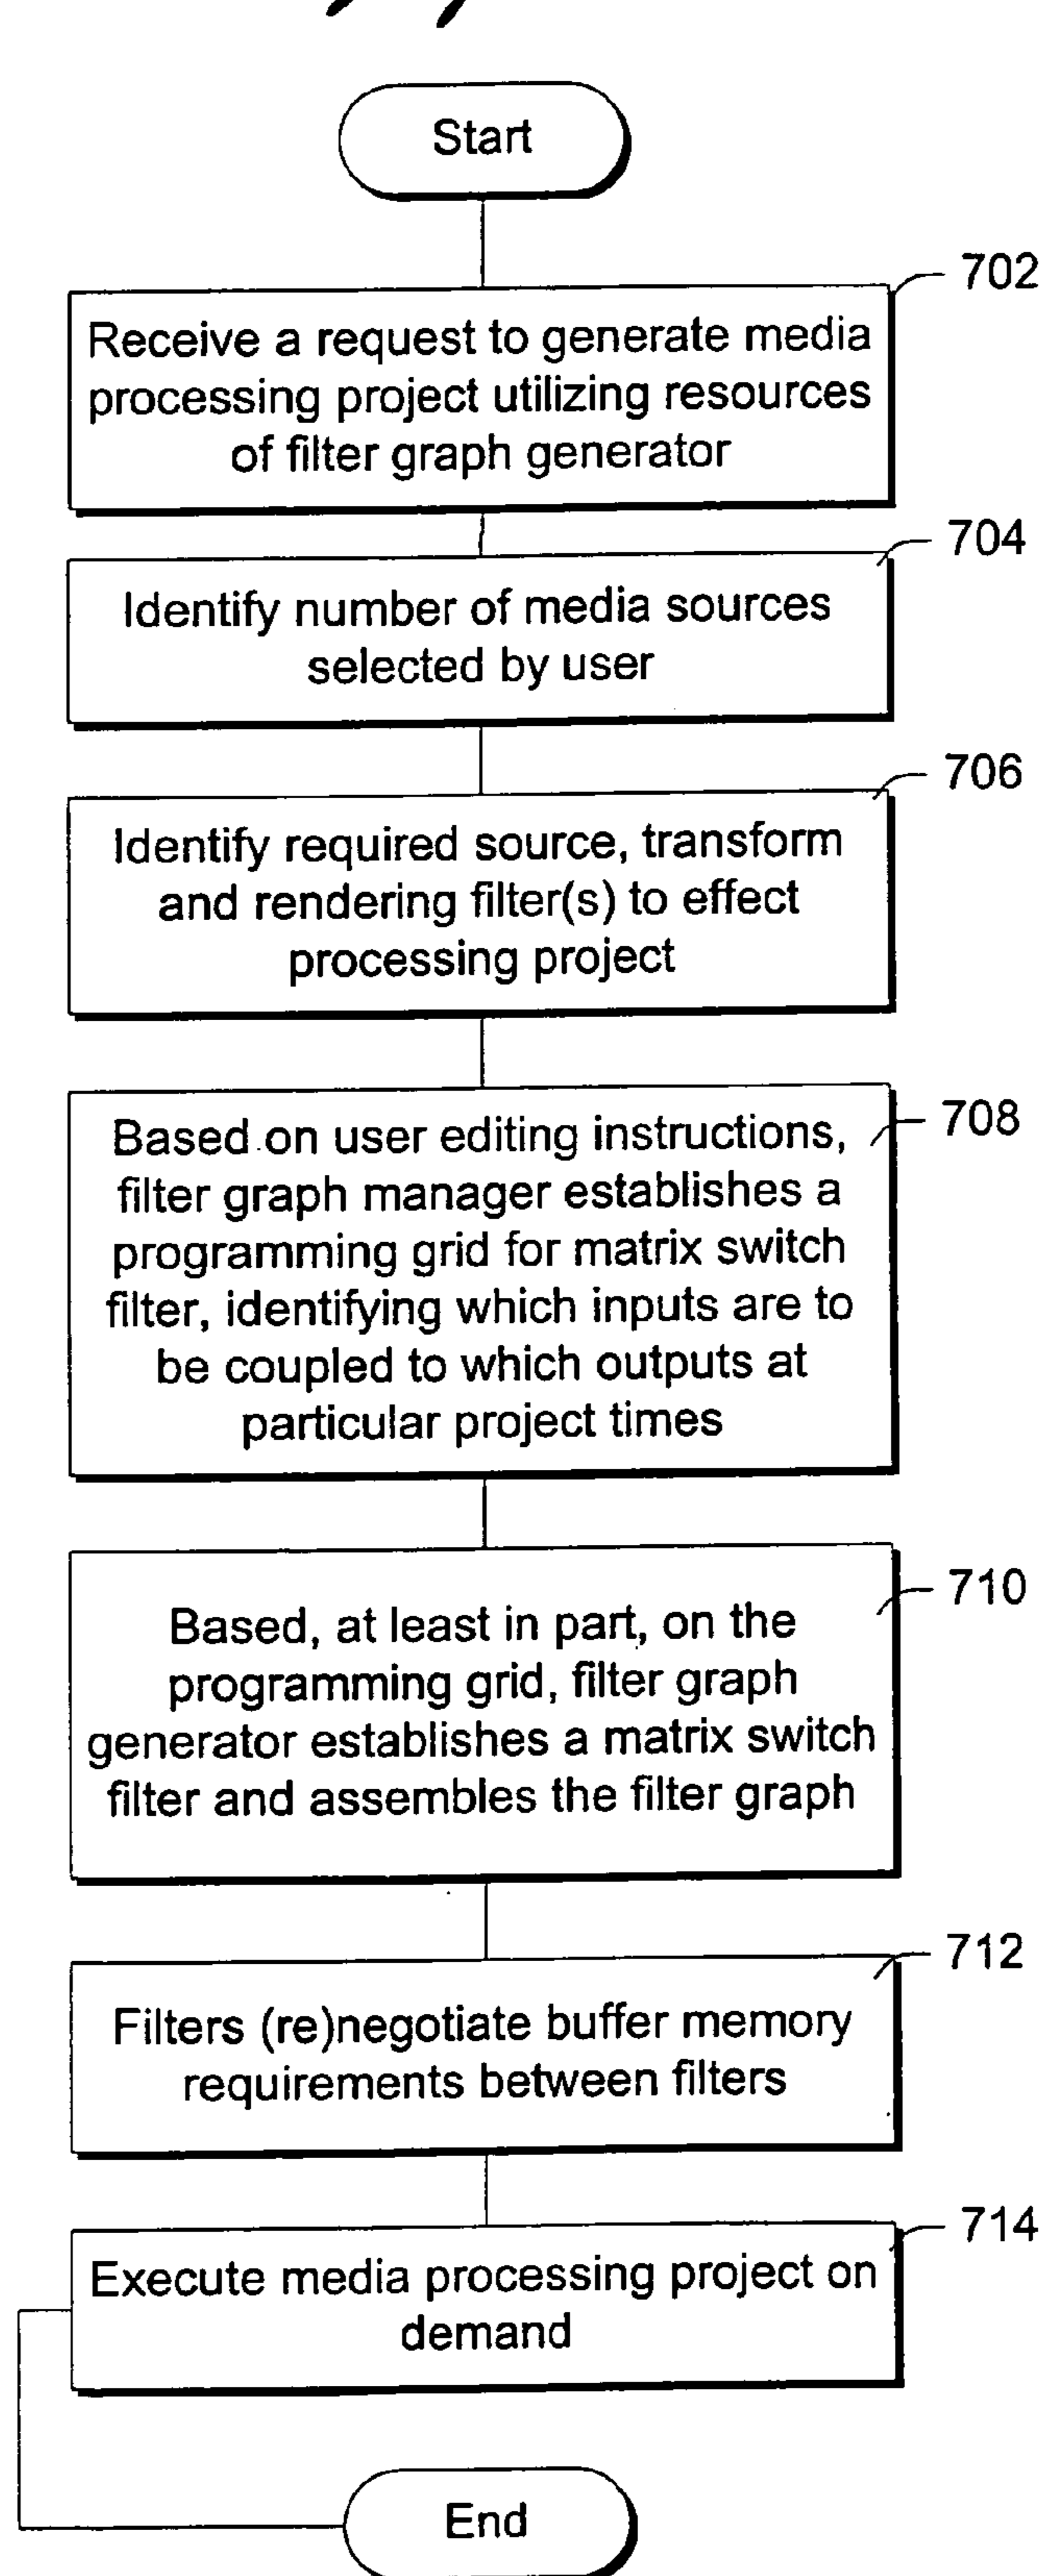 Start
702
Receive a request to generate media
processing project utilizing resources
of filter graph generator
704
Identify number of media sources
selected by user
706
Identify required source, transform
and rendering filter(s) to effect
processing project
708
Based on user editing instructions,
filter graph manager establishes a
programming grid for matrix switch
filter, identifying which inputs are to
be coupled to which outputs at
particular project times
710
Based, at least in part, on the
programming grid, filter graph
generator establishes a matrix switch
filter and assembles the filter graph
712
Filters (re)negotiate buffer memory
requirements between filters
714
Execute media processing project on
demand
End